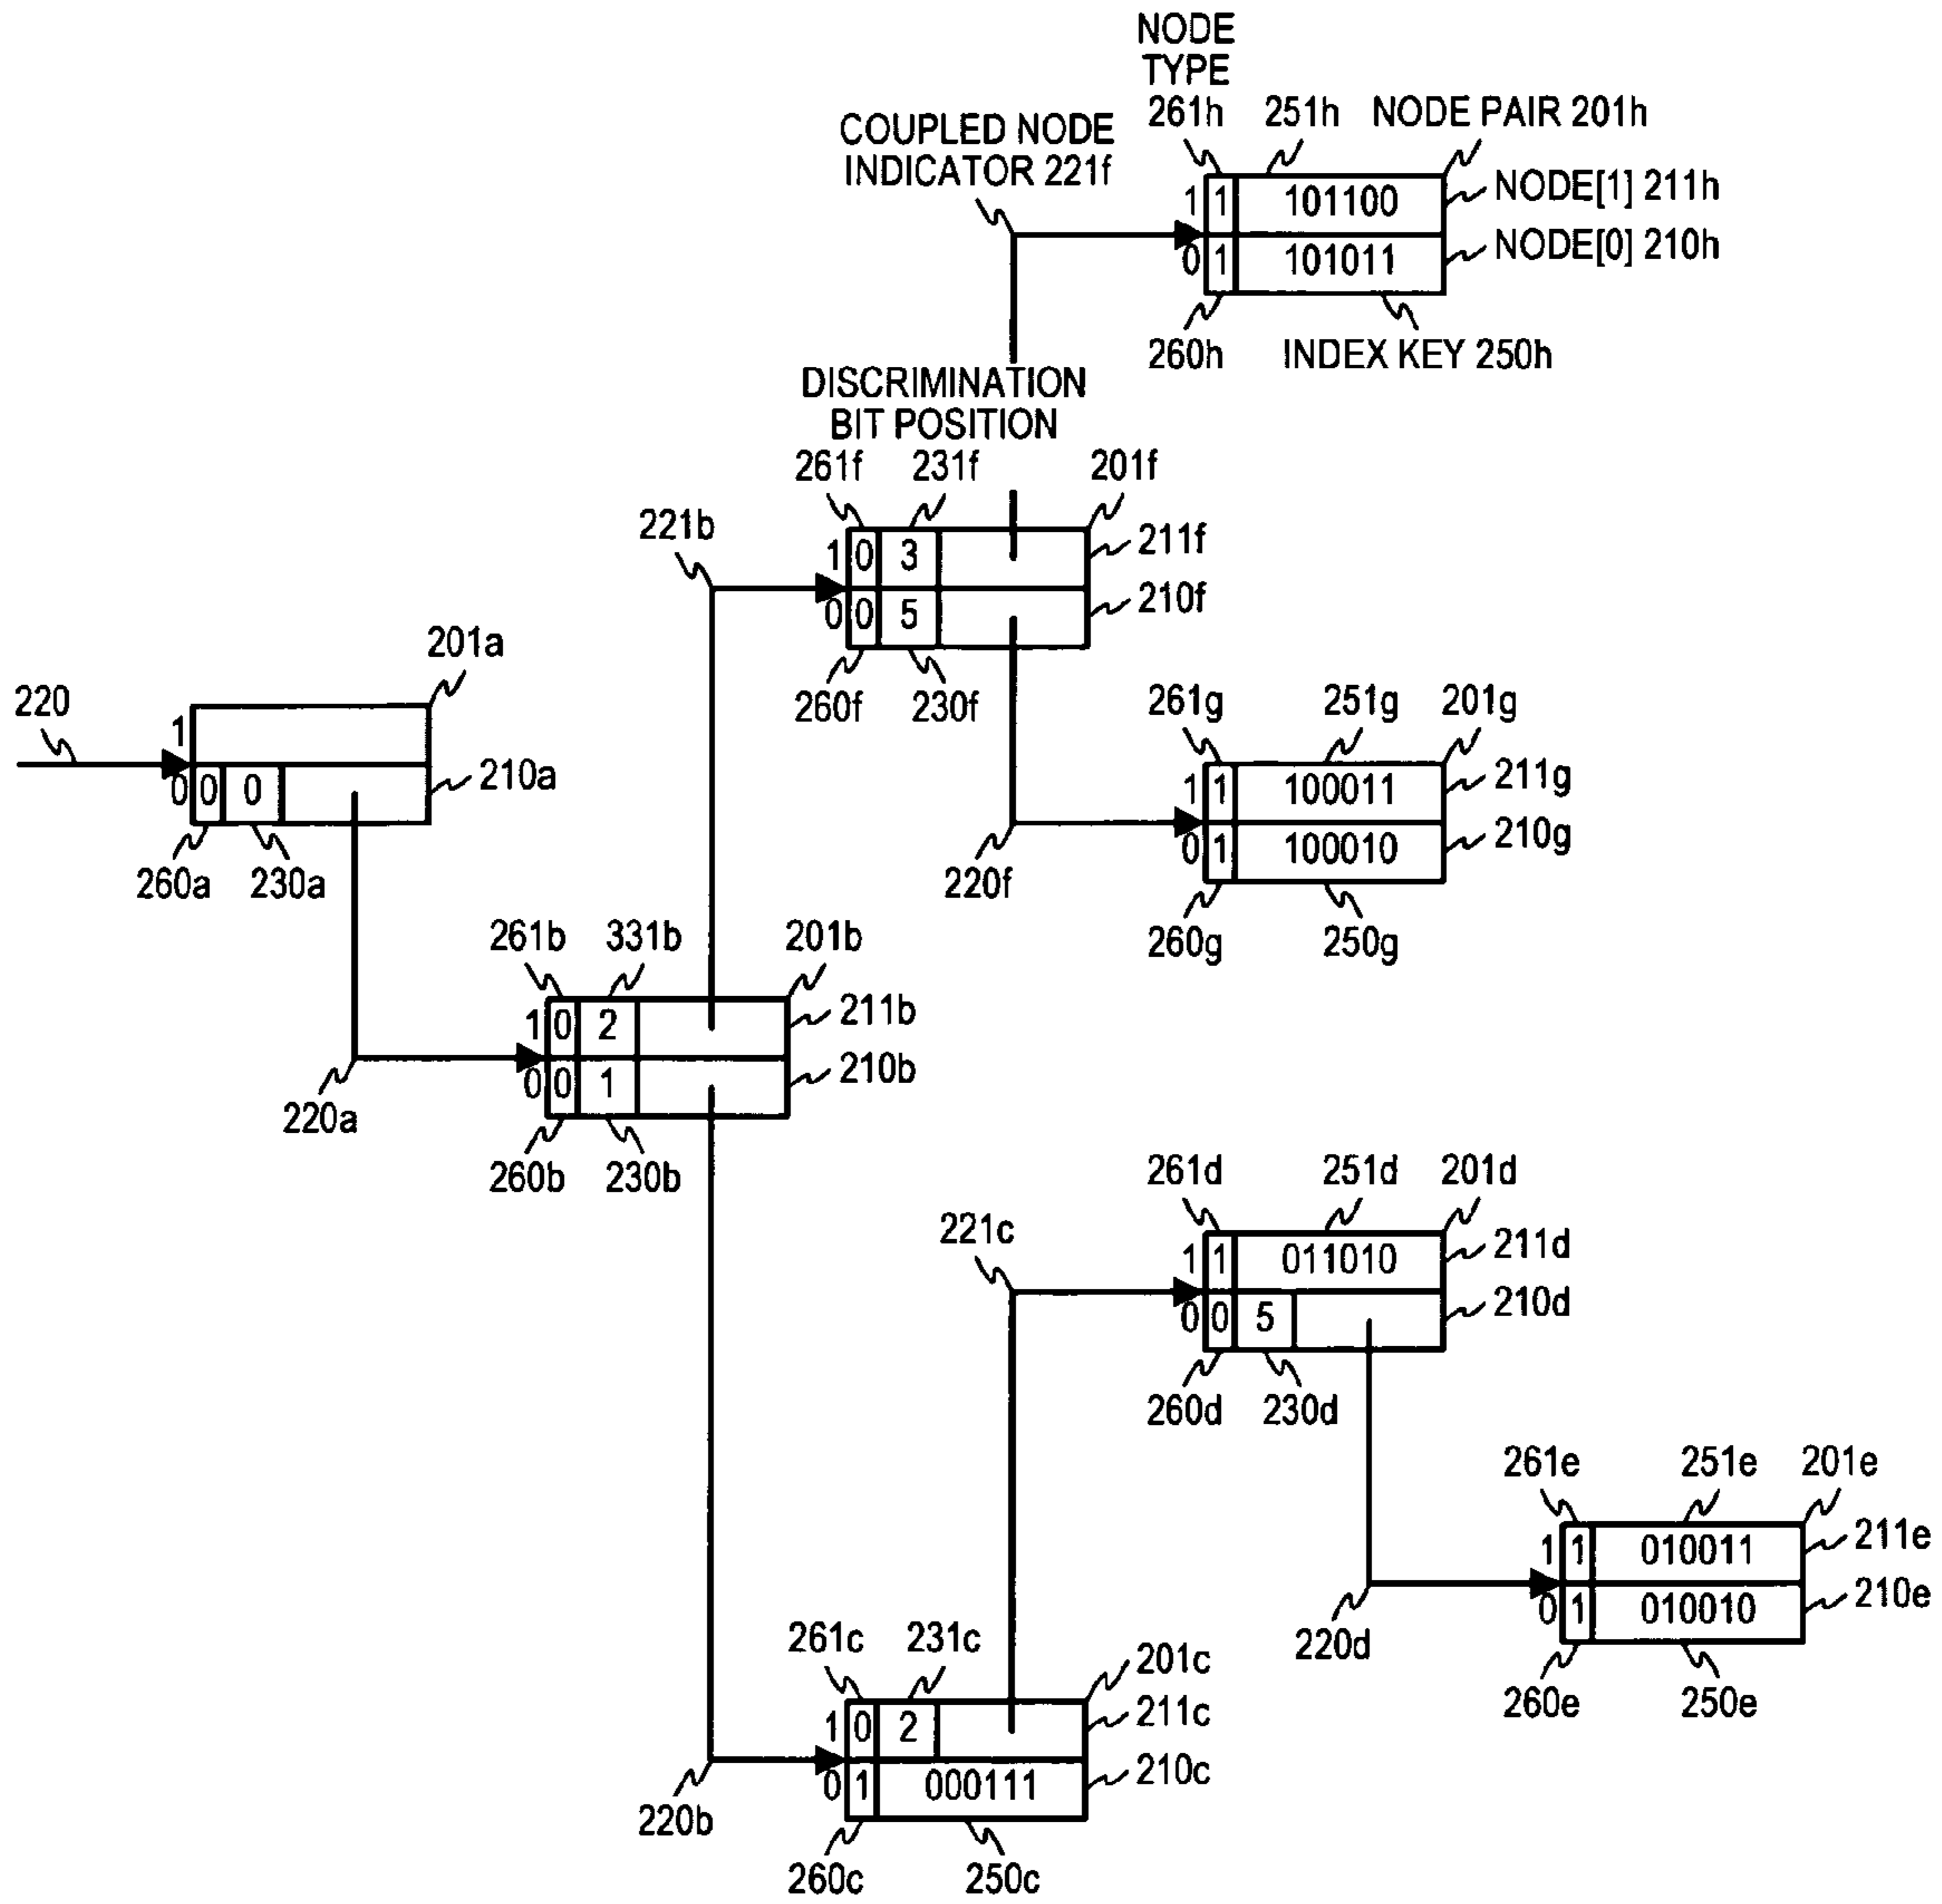 NODE
TYPE
261h 251h NODE PAIR 201h
COUPLED NODE
INDICATOR 221f
1 1 101100 NODE[1] 211h
0 1 101011 NODE[0] 210h
260h INDEX KEY 250h
DISCRIMINATION
BIT POSITION
261f 231f 201f
221b
1 0 3 211f
0 0 5 210f
260f 230f
201a
220
1
0 0 0 210a
260a 230a
261g 251g 201g
1 1 100011 211g
0 1 100010 210g
220f
260g 250g
261b 331b 201b
1 0 2 211b
0 0 1 210b
220a
260b 230b
261d 251d 201d
221c
1 1 011010 211d
0 0 5 210d
260d 230d
261e 251e 201e
1 1 010011 211e
0 1 010010 210e
220d
260e 250e
261c 231c 201c
1 0 2 211c
0 1 000111 210c
220b
260c 250c